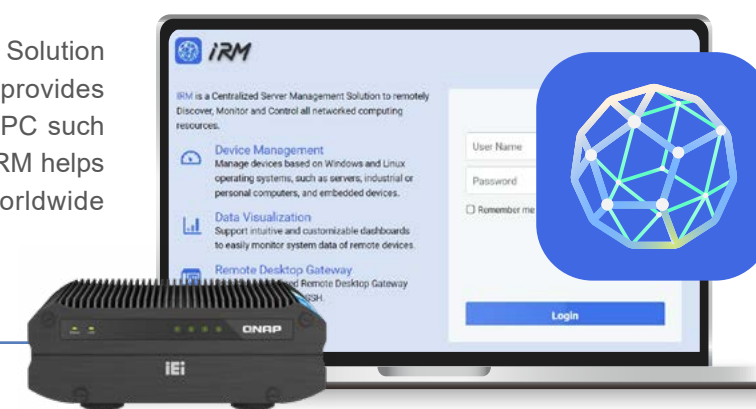 Solution
provides
PC such
RM helps
orldwide
iRM
IRM is a Centralized Server Management Solution to remotely
Discover, Monitor and Control all networked computing
resources.
Device Management
Manage devices based on Windows and Linux
operating systems, such as servers, industrial or
personal computers, and embedded devices.
Data Visualization
Support intuitive and customizable dashboards
to easily monitor system data of remote devices.
Remote Desktop Gateway
Remote Desktop Gateway
SSH.
User Name
Password
Remember me
Login
QNAP
iEi